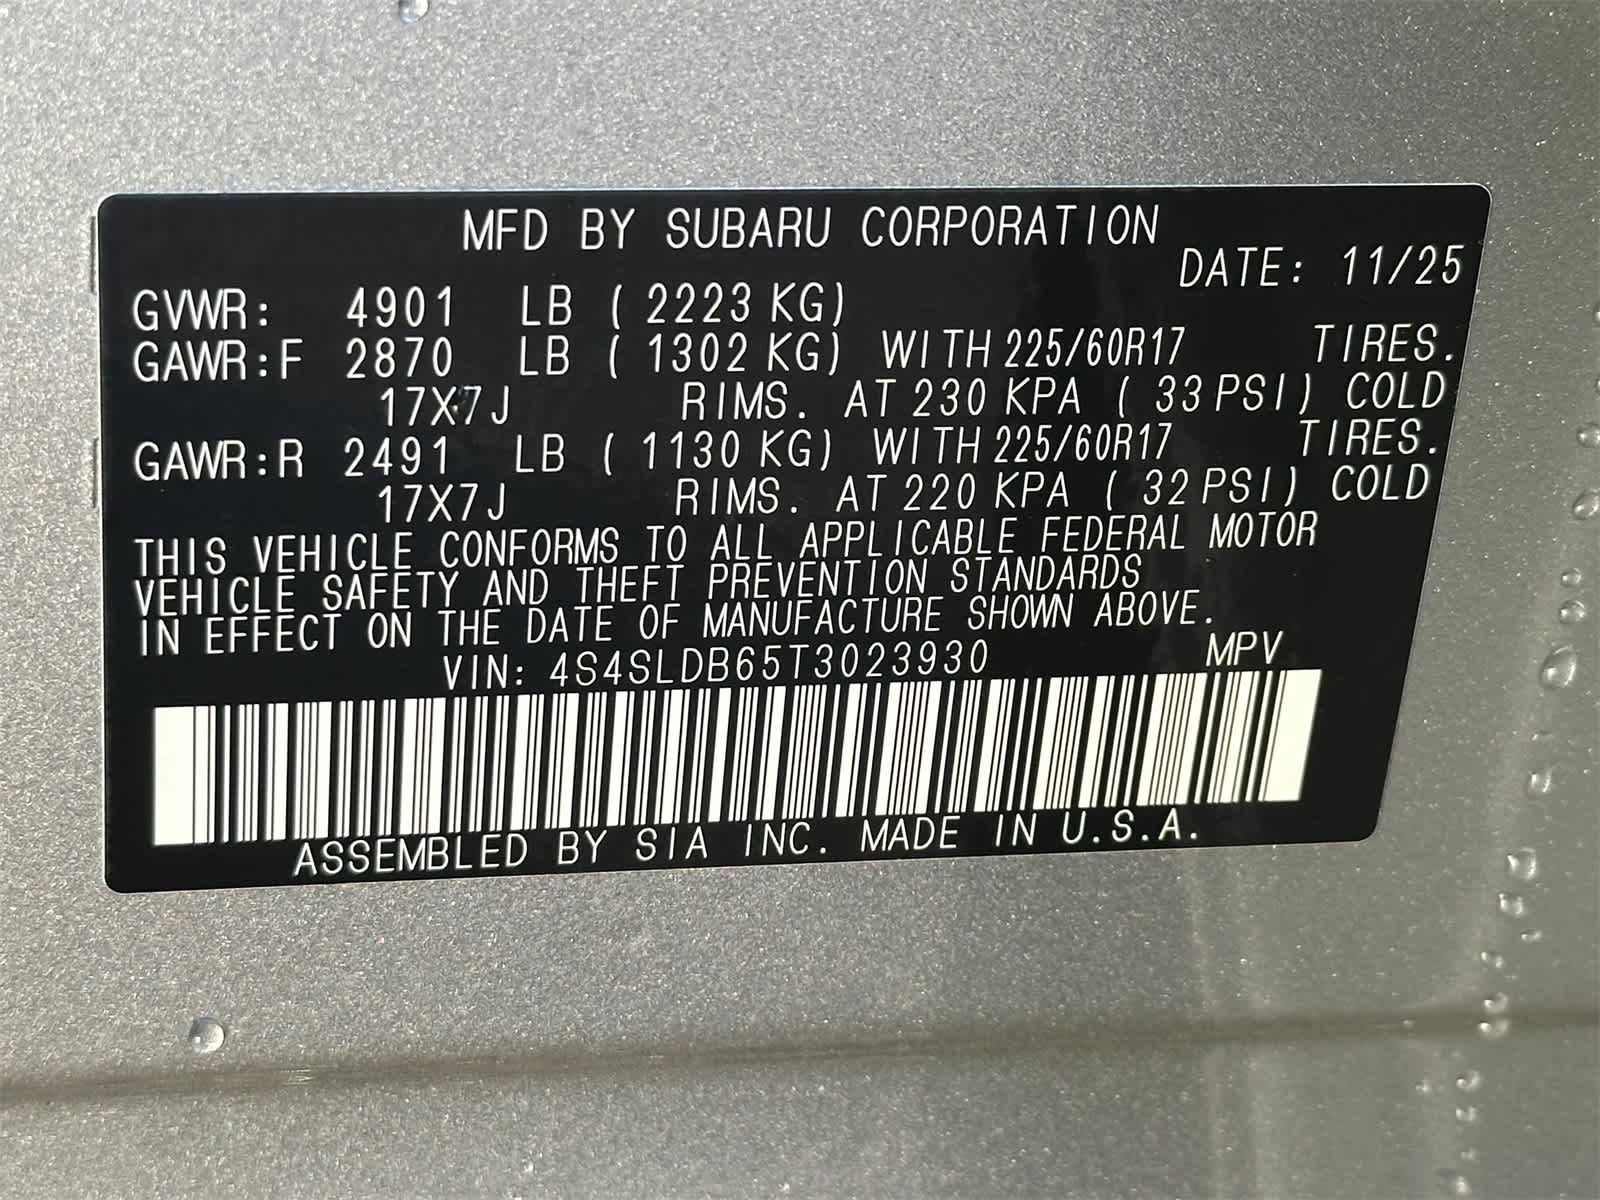 MFD BY SUBARU CORPORATION
DATE: 11/25
GVWR: 4901 LB ( 2223 KG)
GAWR:F 2870 LB ( 1302 KG) WITH 225/60R17 TIRES.
17X7J RIMS. AT 230 KPA ( 33 PSI) COLD
GAWR:R 2491 LB ( 1130 KG) WITH 225/60R17 TIRES.
17X7J RIMS. AT 220 KPA ( 32 PSI) COLD
THIS VEHICLE CONFORMS TO ALL APPLICABLE FEDERAL MOTOR
VEHICLE SAFETY AND THEFT PREVENTION STANDARDS
IN EFFECT ON THE DATE OF MANUFACTURE SHOWN ABOVE.
VIN: 4S4SLDB65T3023930 MPV
ASSEMBLED BY SIA INC. MADE IN U.S.A.